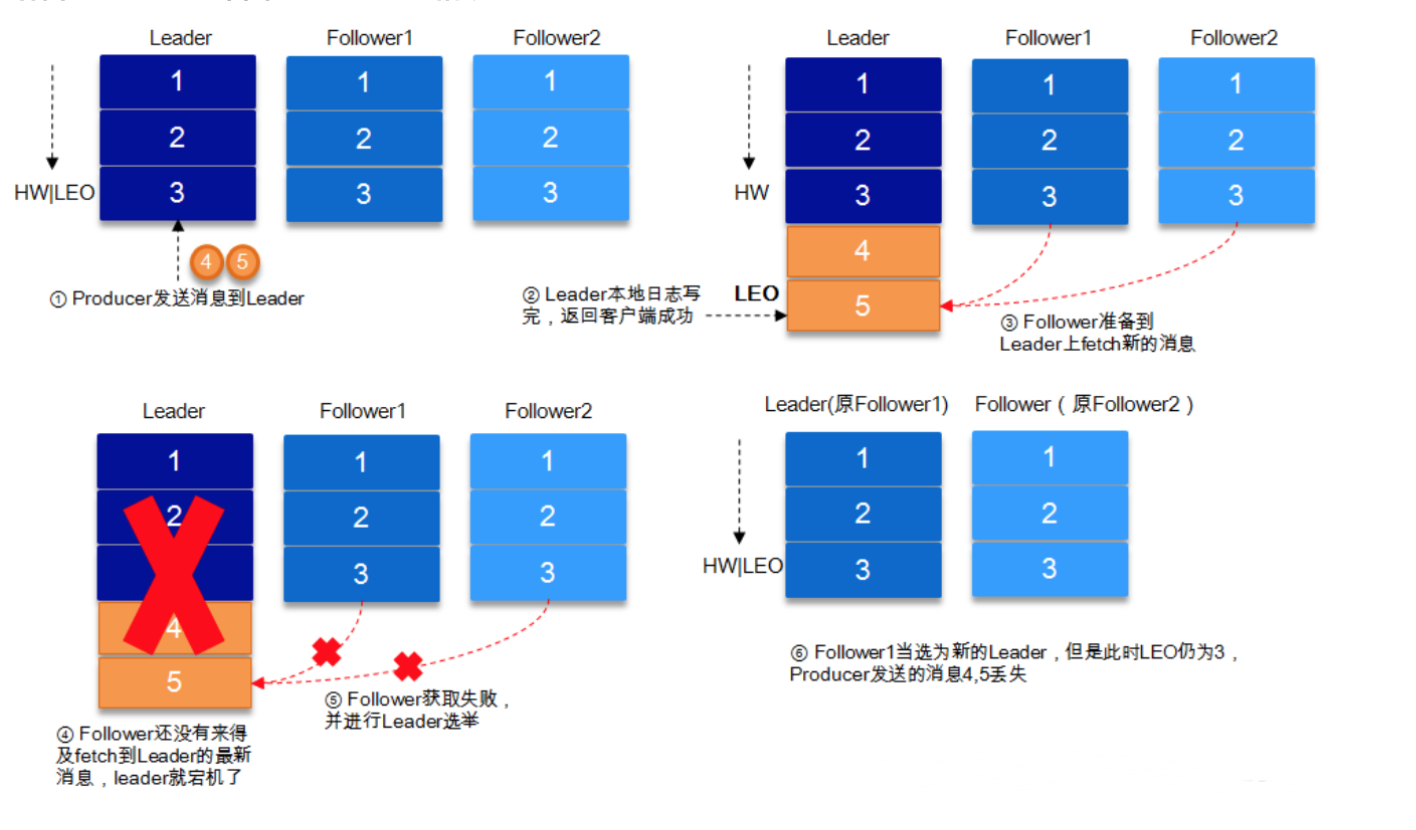 Leader Follower1 Follower2
1 1 1
2 2 2
HW|LEO 3 3 3
4 5
① Producer发送消息到Leader
Leader Follower1 Follower2
1 1 1
2 2 2
HW 3 3 3
4
② Leader本地日志写 LEO 5
完，返回客户端成功
③ Follower准备到
Leader上fetch新的消息
Leader Follower1 Follower2
1 1 1
2 2 2
3 3
4
5
⑤ Follower获取失败，
并进行Leader选举
④ Follower还没有来得
及fetch到Leader的最新
消息，leader就宕机了
Leader(原Follower1) Follower（原Follower2）
1 1
2 2
HW|LEO 3 3
⑥ Follower1当选为新的Leader，但是此时LEO仍为3，
Producer发送的消息4,5丢失